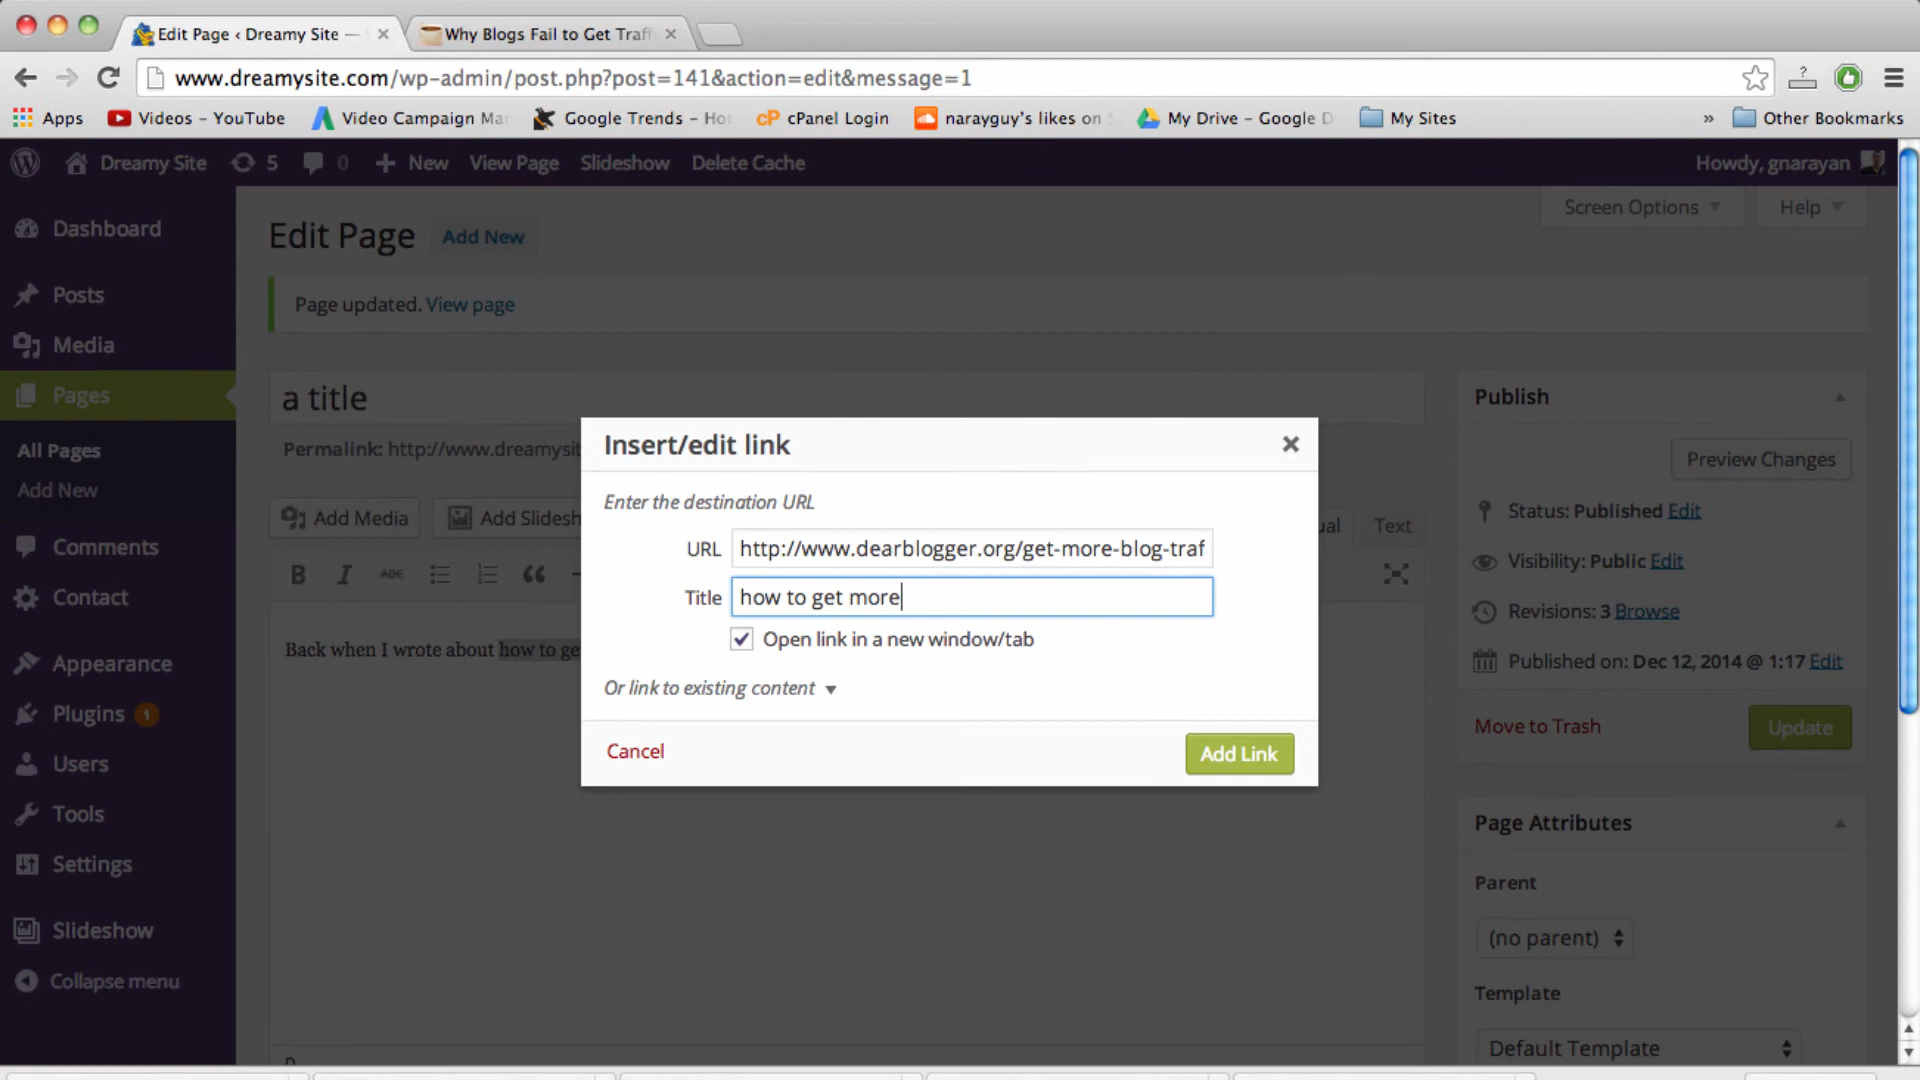 Edit Page ‹ Dreamy Site —
Why Blogs Fail to Get Traff
www.dreamysite.com/wp-admin/post.php?post=141&action=edit&message=1
Apps
Videos - YouTube
Video Campaign Ma
Google Trends - Ho
cPanel Login
narayguy's likes on S
My Drive - Google D
My Sites
»
Other Bookmarks
Dreamy Site
5
0
New
View Page
Slideshow
Delete Cache
Howdy, gnarayan
Dashboard
Posts
Media
Pages
All Pages
Add New
Comments
Settings
Appearance
Plugins 1
Users
Tools
Settings
Slideshow
Collapse menu
Screen Options
Help
Edit Page
Add New
Page updated. View page
a title
Permalink: http://www.dreamysit
Add Media
Add Slidesh
Text
B
I
ABC
Back when I wrote about how to ge
Insert/edit link
Enter the destination URL
URL
http://www.dearblogger.org/get-more-blog-traf
Title
how to get more
Open link in a new window/tab
Or link to existing content
Cancel
Add Link
Publish
Preview Changes
Status: Published Edit
Visibility: Public Edit
Revisions: 3 Browse
Published on: Dec 12, 2014 @ 1:17 Edit
Move to Trash
Update
Page Attributes
Parent
(no parent)
Template
Default Template